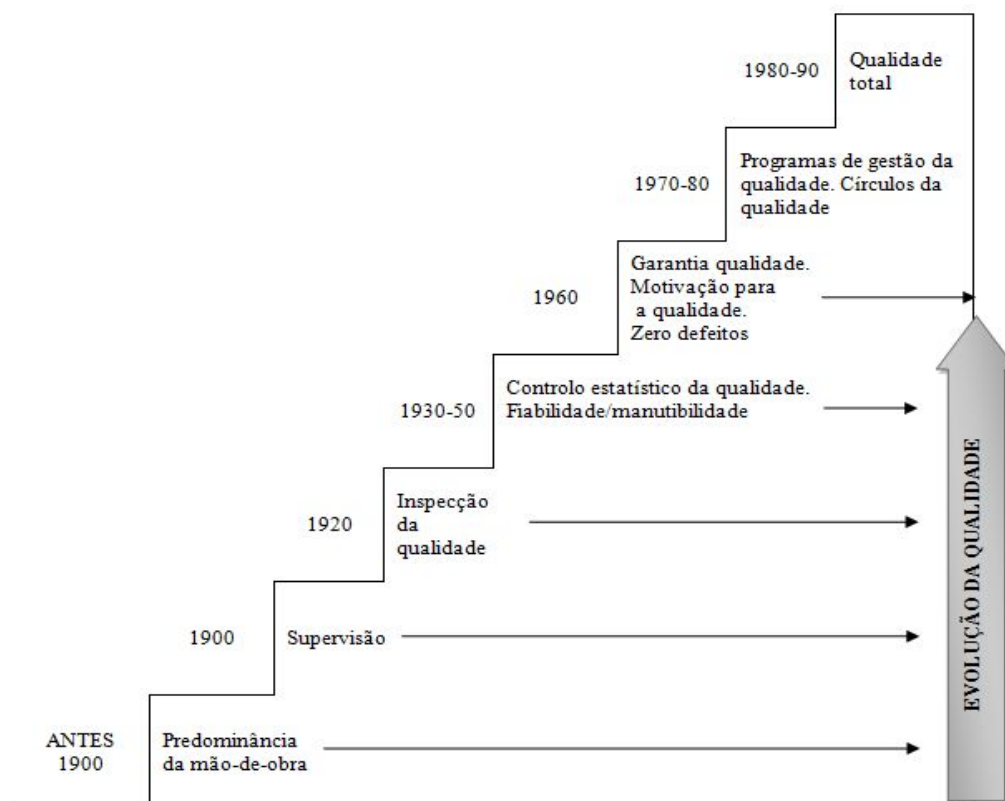 1980-90
Qualidade
total
1970-80
Programas de gestão da
qualidade. Círculos da
qualidade
1960
Garantia qualidade.
Motivação para
a qualidade.
Zero defeitos
1930-50
Controlo estatístico da qualidade.
Fiabilidade/manutibilidade
1920
Inspecção
da
qualidade
1900
Supervisão
ANTES
1900
Predominância
da mão-de-obra
EVOLUÇÃO DA QUALIDADE